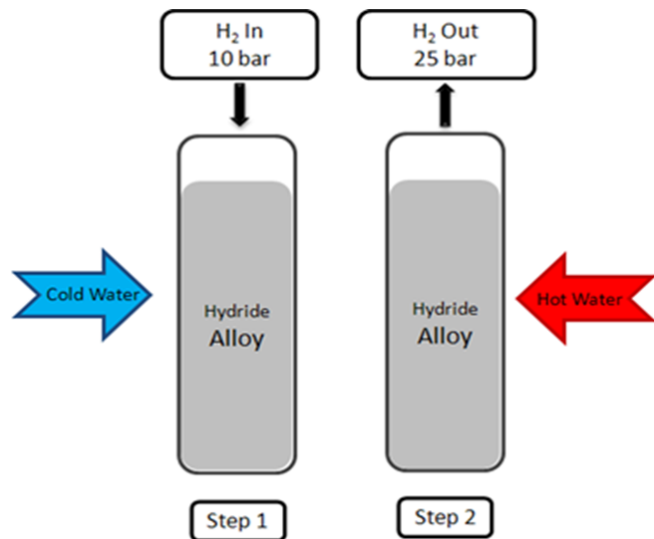 H₂ In
10 bar
H₂ Out
25 bar
Cold Water
Hydride
Alloy
Hydride
Alloy
Hot Water
Step 1
Step 2